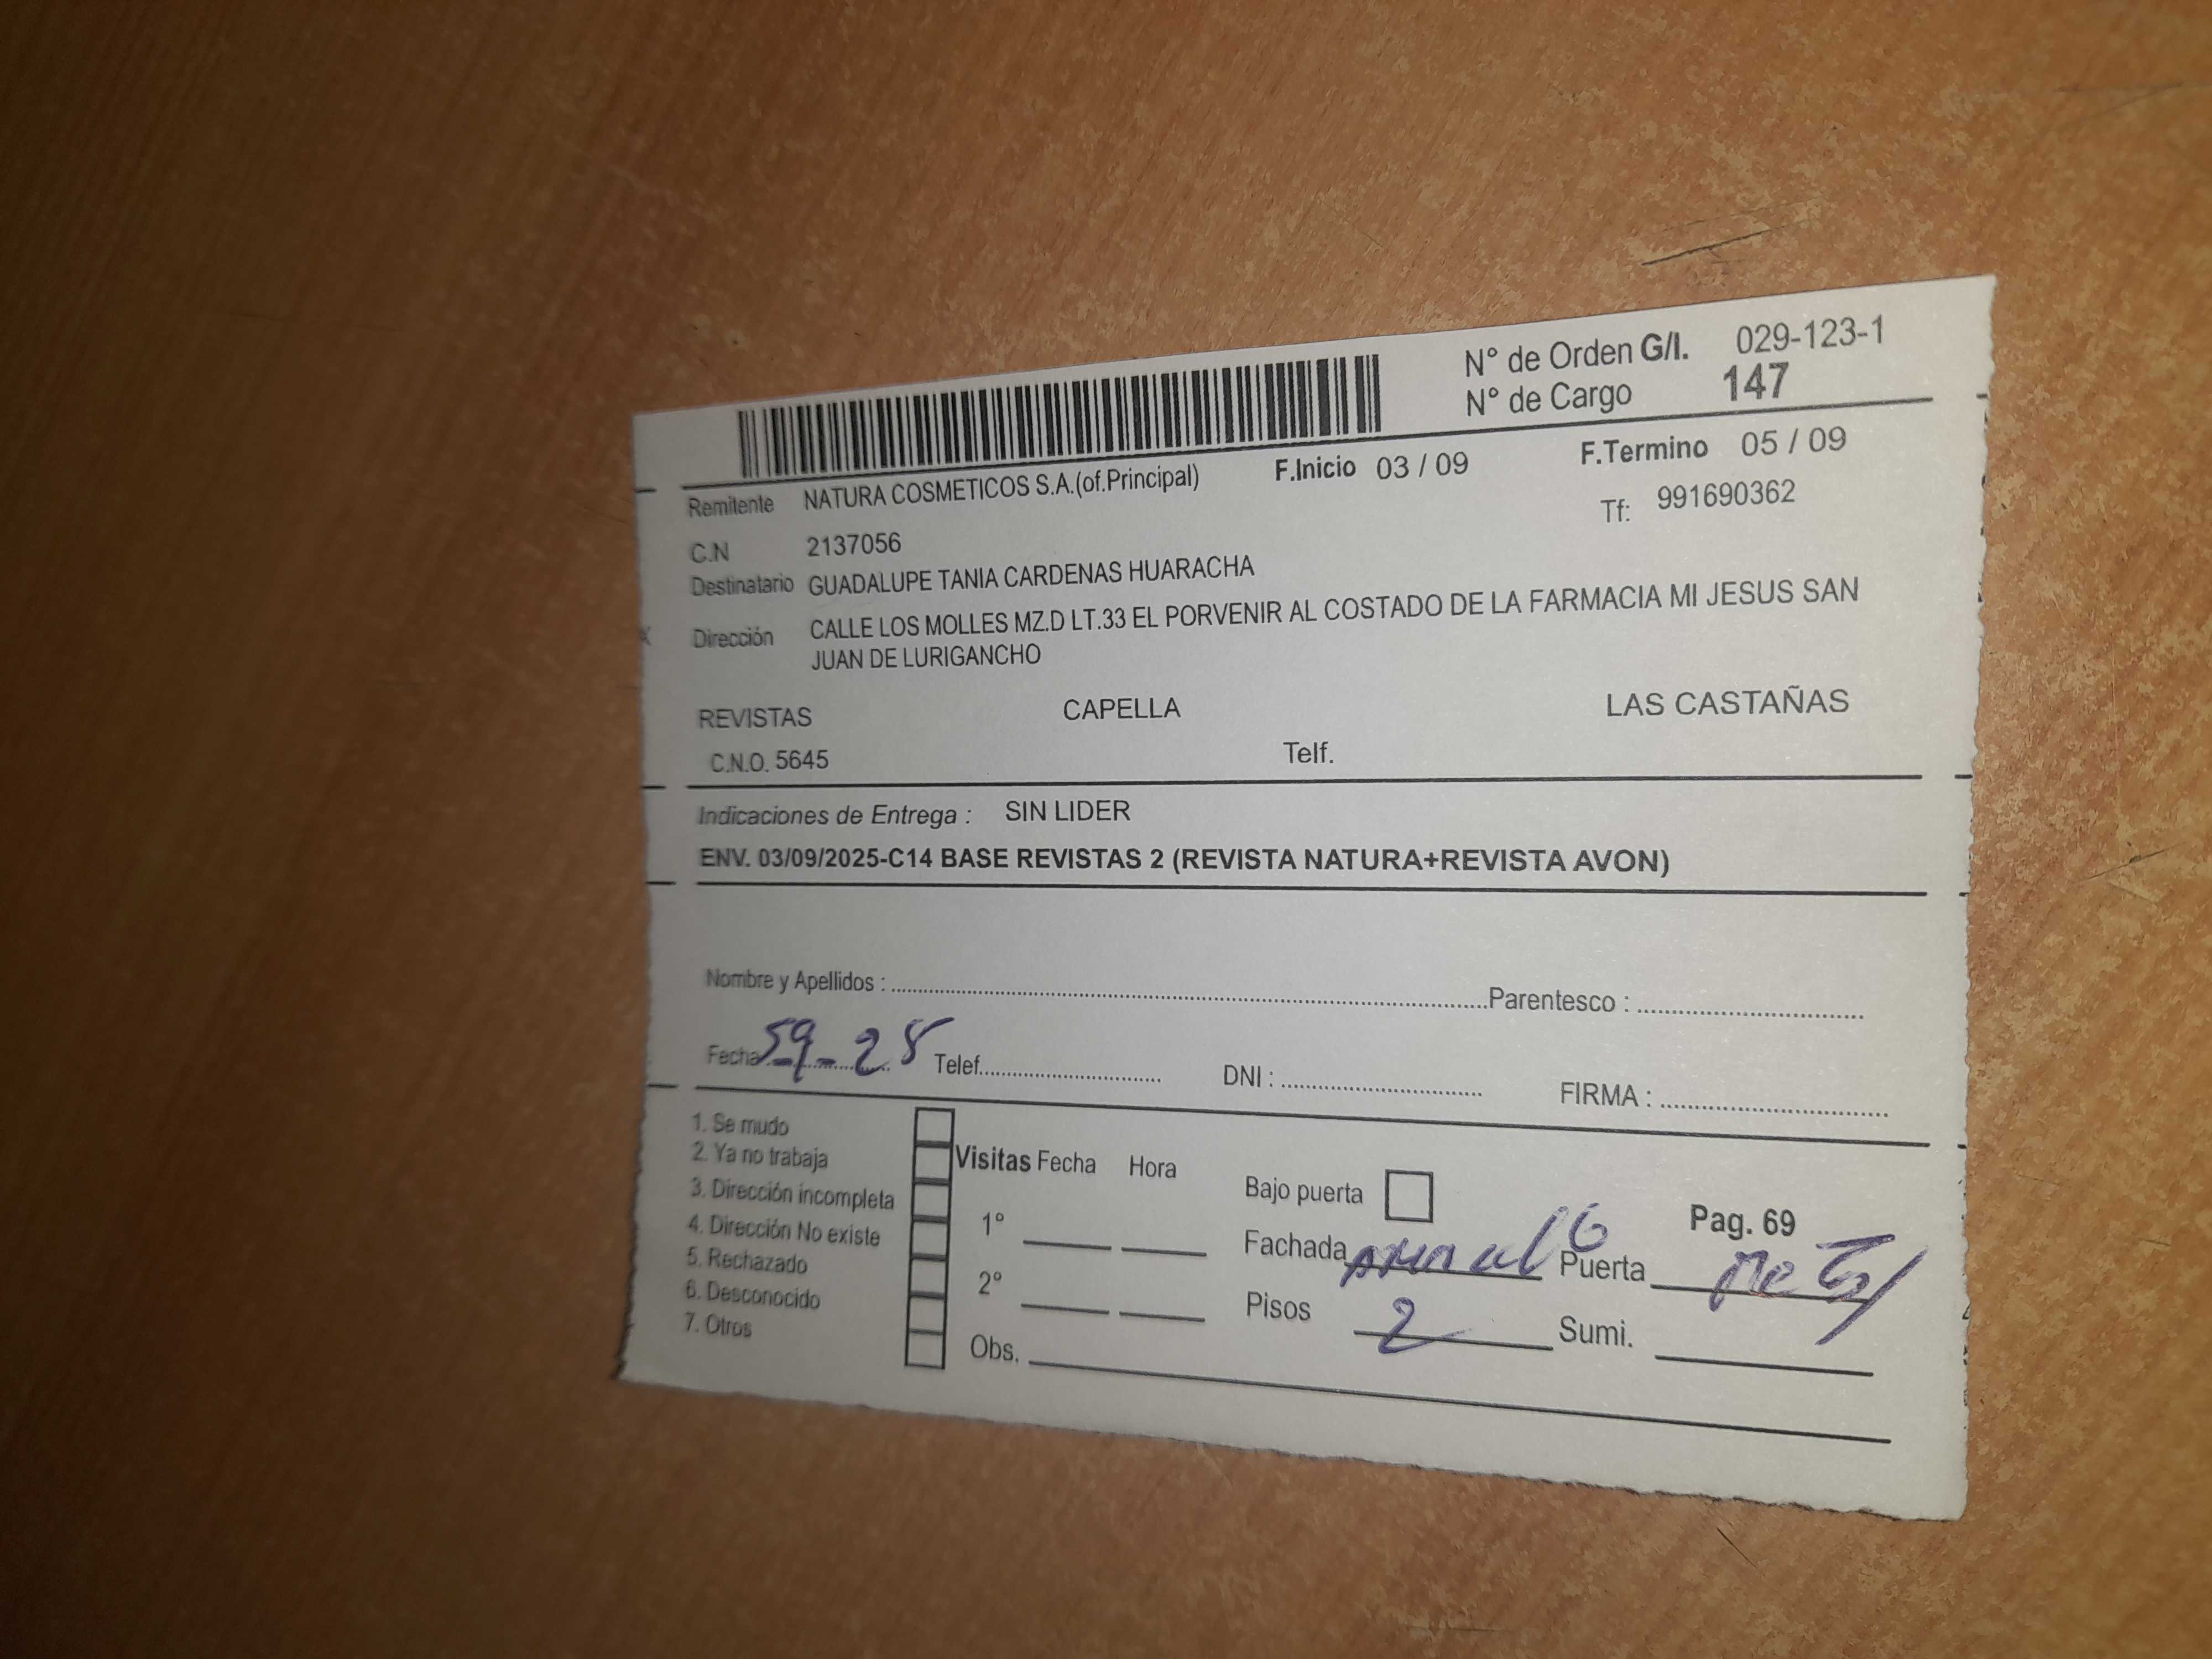 N° de Orden G/I. 029-123-1
N° de Cargo 147
Remitente NATURA COSMETICOS S.A.(of.Principal) F.Inicio 03 / 09 F.Termino 05 / 09
C.N 2137056 Tf: 991690362
Destinatario GUADALUPE TANIA CARDENAS HUARACHA
Dirección CALLE LOS MOLLES MZ.D LT.33 EL PORVENIR AL COSTADO DE LA FARMACIA MI JESUS SAN
JUAN DE LURIGANCHO
REVISTAS CAPELLA LAS CASTAÑAS
C.N.O. 5645 Telf.
Indicaciones de Entrega : SIN LIDER
ENV. 03/09/2025-C14 BASE REVISTAS 2 (REVISTA NATURA+REVISTA AVON)
Nombre y Apellidos : Parentesco :
Fecha 5-9-25 Telef. DNI : FIRMA :
1. Se mudo
2. Ya no trabaja Visitas Fecha Hora
3. Dirección incompleta Bajo puerta Pag. 69
4. Dirección No existe 1° Fachada Puerta Metal
5. Rechazado
6. Desconocido 2° Pisos 2 Sumi.
7. Otros Obs.